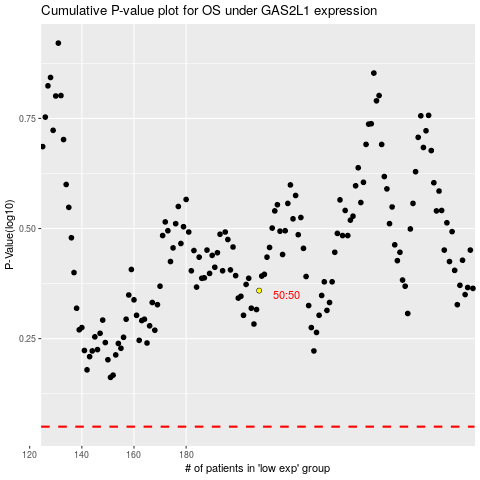 Cumulative P-value plot for OS under GAS2L1 expression
P-Value(log10)
0.75
0.50
0.25
50:50
120 140 160 180
# of patients in 'low exp' group